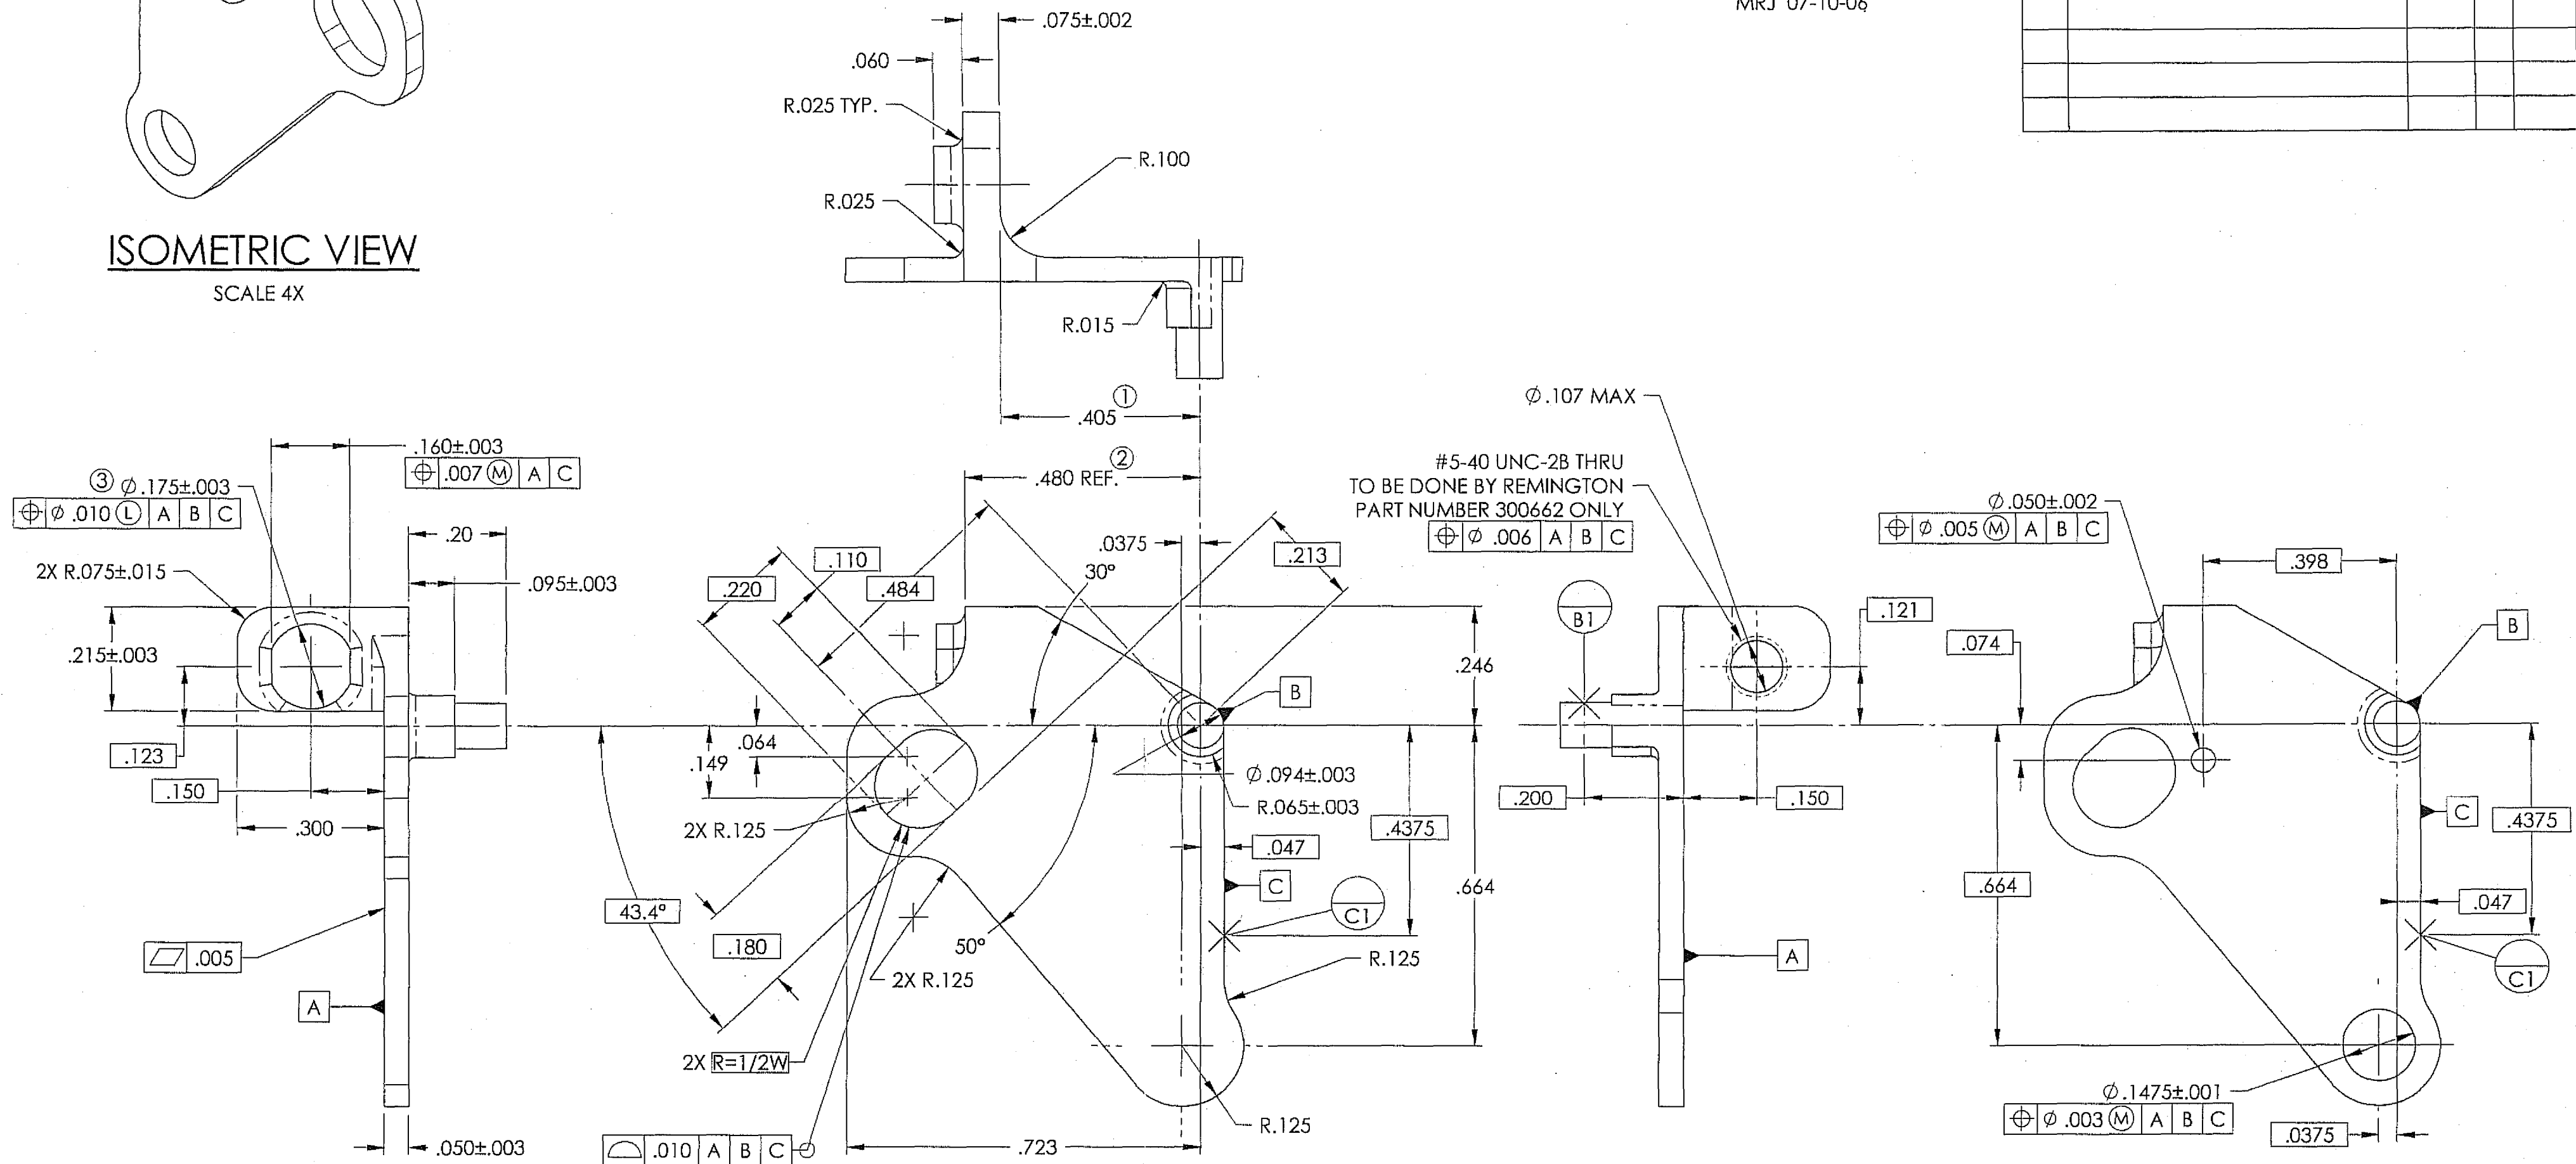 MRJ 07-10-06
.075±.002
.060
R.025 TYP.
R.100
R.025
R.015
ISOMETRIC VIEW
SCALE 4X
① .405
② .480 REF.
.160±.003
⌖ .007 Ⓜ A C
③ Ø.175±.003
⌖ Ø .010 Ⓛ A B C
.20
2X R.075±.015
.095±.003
.215±.003
.123
.150
.300
⏥ .005
A
.050±.003
.0375
30°
.213
.110
.220
.484
.246
B
.064
.149
Ø.094±.003
R.065±.003
2X R.125
.4375
.047
C
C1
.664
43.4°
.180
50°
2X R.125
R.125
2X R=1/2W
R.125
⌓ .010 A B C
.723
Ø.107 MAX
#5-40 UNC-2B THRU
TO BE DONE BY REMINGTON
PART NUMBER 300662 ONLY
⌖ Ø .006 A B C
B1
.121
.200
.150
A
Ø.050±.002
⌖ Ø .005 Ⓜ A B C
.398
.074
B
C
.4375
.664
.047
C1
Ø.1475±.001
⌖ Ø .003 Ⓜ A B C
.0375